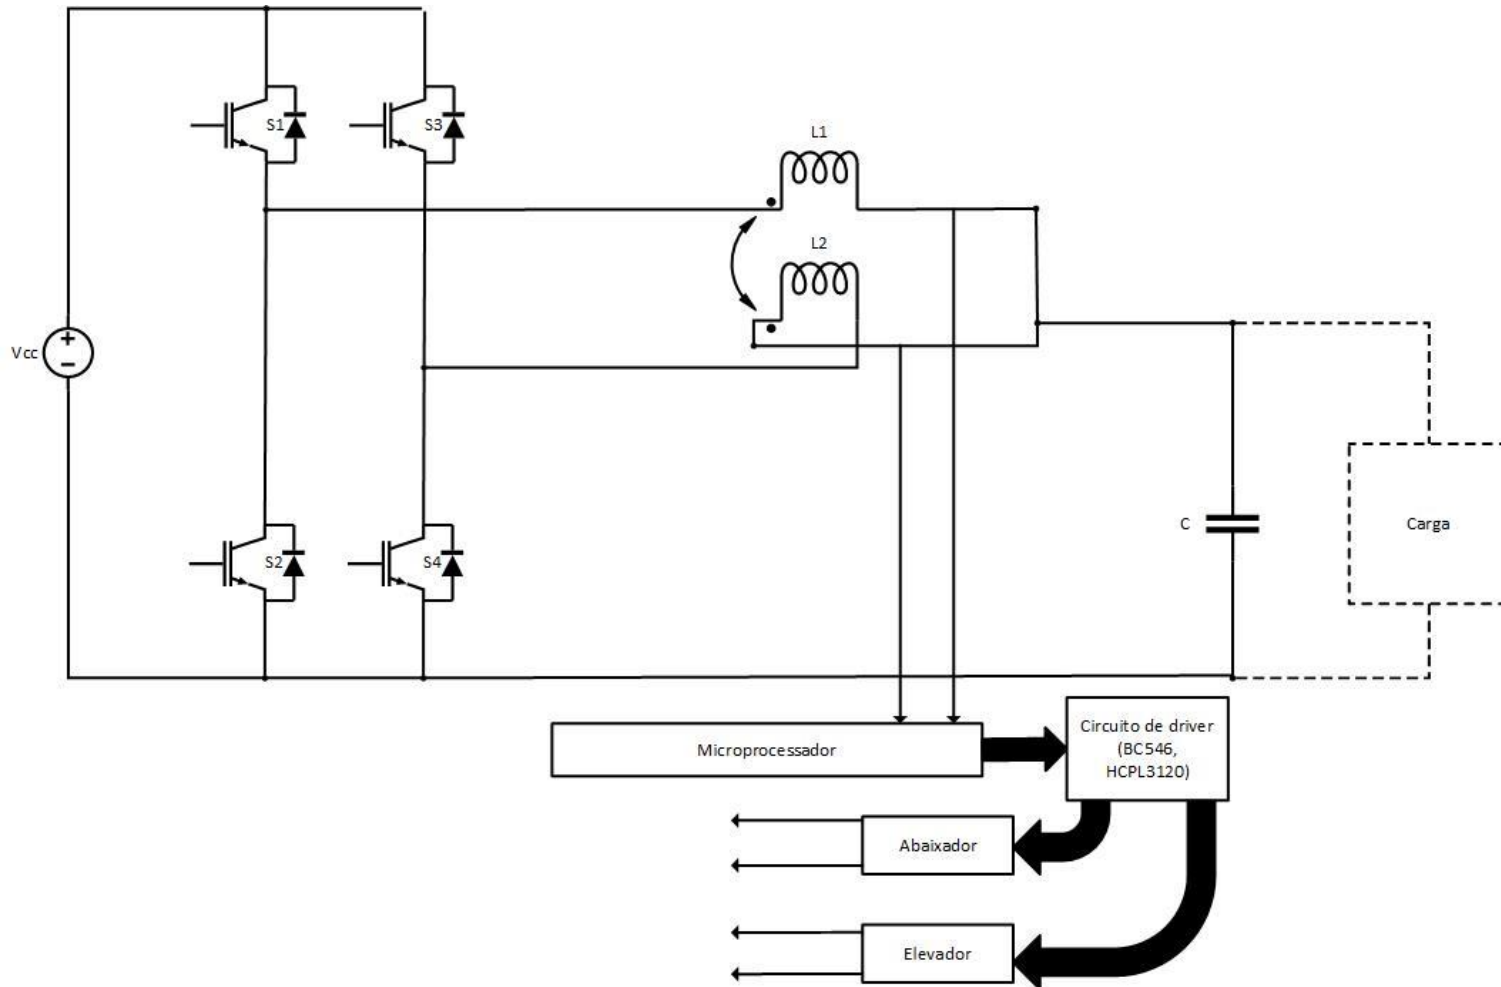 S1
S3
L1
L2
Vcc
+
−
S2
S4
C
Carga
Microprocessador
Circuito de driver
(BC546,
HCPL3120)
Abaixador
Elevador